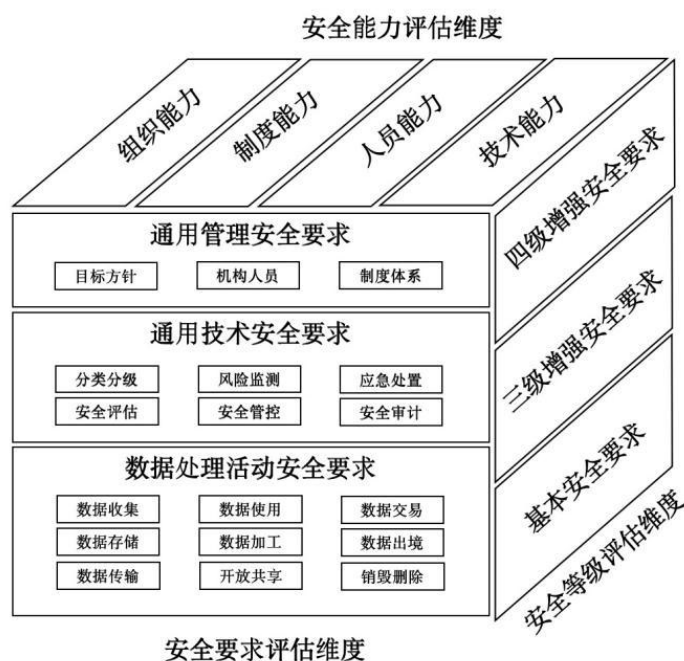 安全能力评估维度
组织能力
制度能力
人员能力
技术能力
通用管理安全要求
目标方针 机构人员 制度体系
通用技术安全要求
分类分级 风险监测 应急处置
安全评估 安全管控 安全审计
数据处理活动安全要求
数据收集 数据使用 数据交易
数据存储 数据加工 数据出境
数据传输 开放共享 销毁删除
四级增强安全要求
三级增强安全要求
基本安全要求
安全等级评估维度
安全要求评估维度